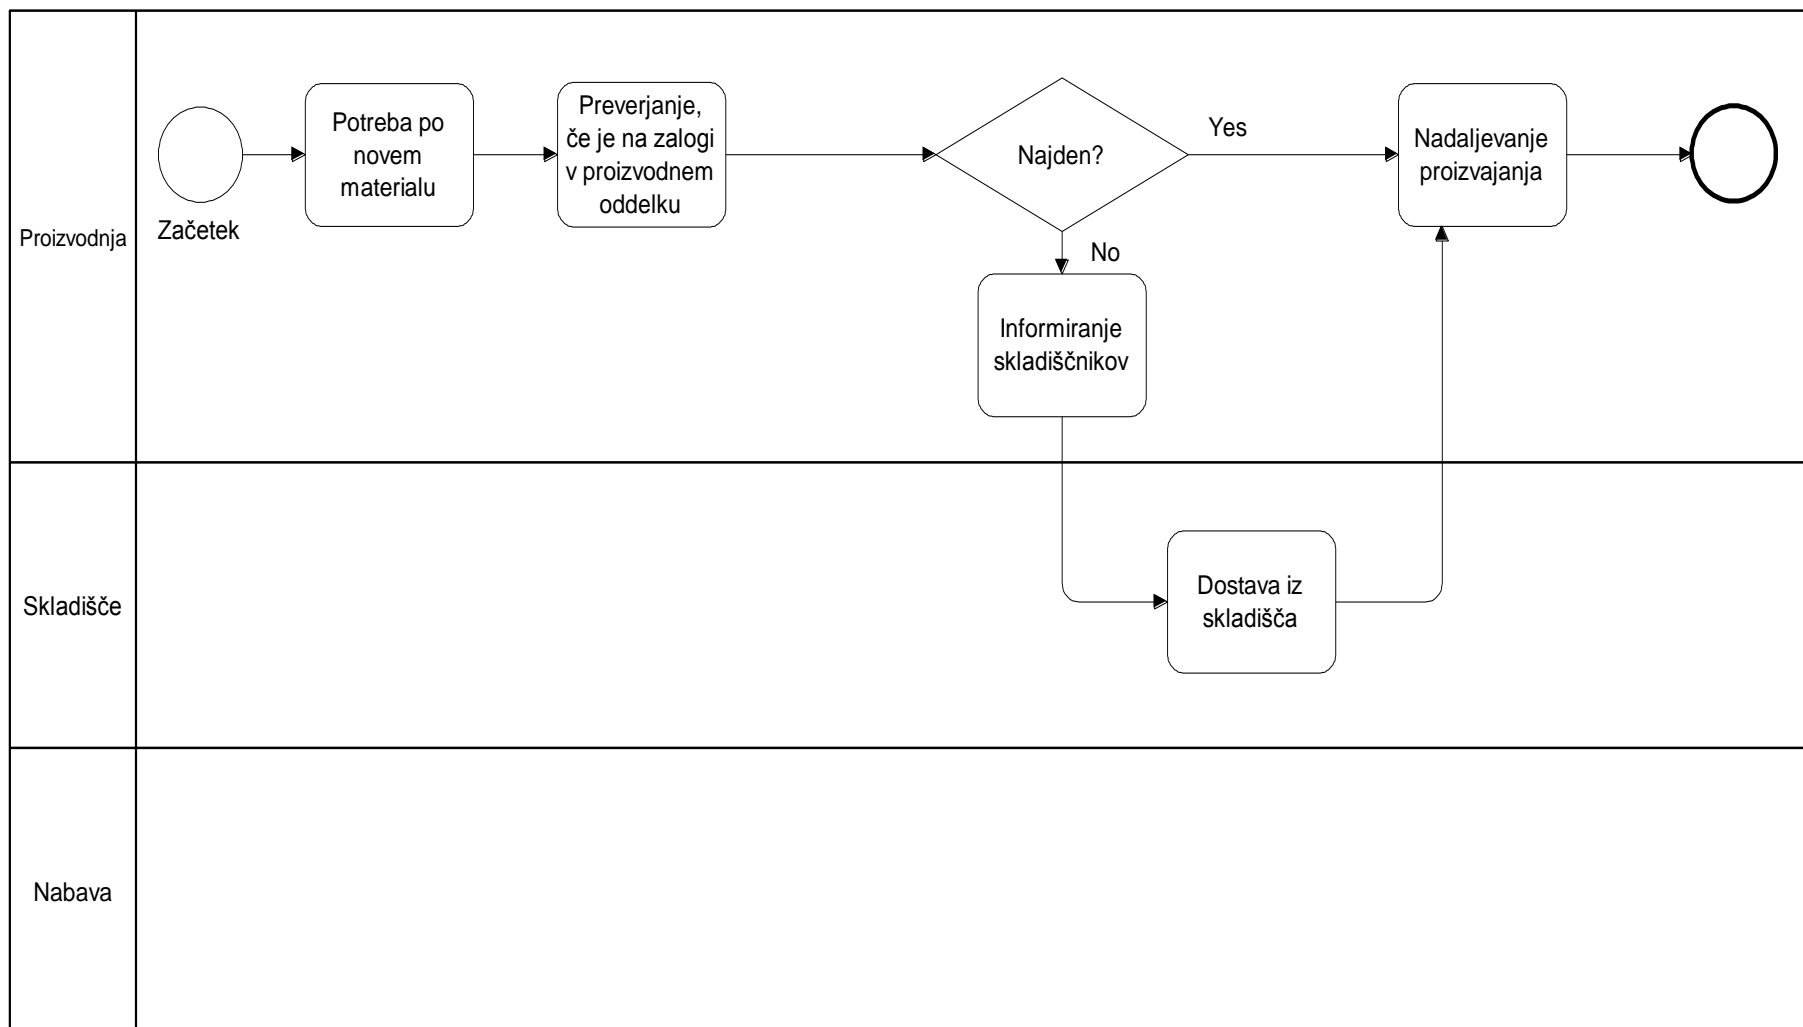 Proizvodnja
Začetek
Potreba po
novem
materialu
Preverjanje,
če je na zalogi
v proizvodnem
oddelku
Najden?
Yes
No
Nadaljevanje
proizvajanja
Informiranje
skladiščnikov
Skladišče
Dostava iz
skladišča
Nabava